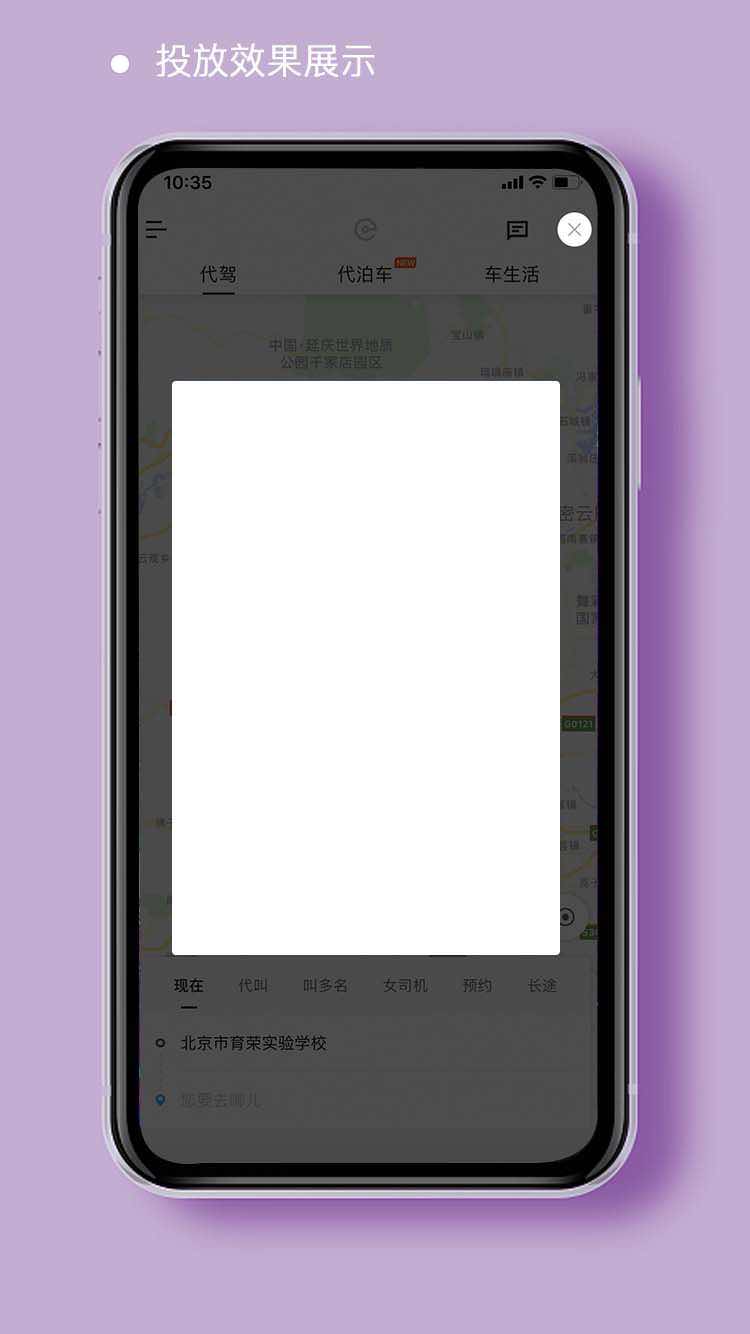 投放效果展示
10:35
代驾
代泊车
NEW
车生活
宝山镇
中国·延庆世界地质
公园千家店园区
石城镇
密云
G0121
现在
代叫
叫多名
女司机
预约
长途
北京市育荣实验学校
您要去哪儿